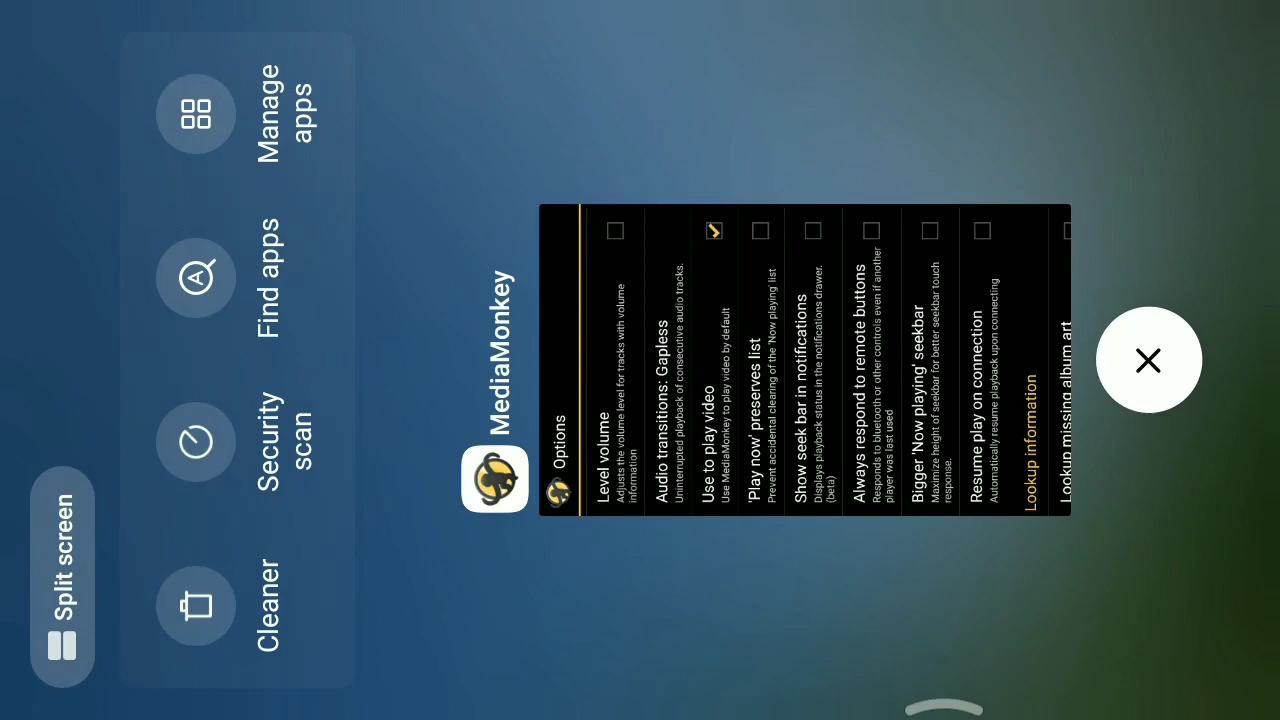 Split screen
Cleaner
Security
scan
Find apps
Manage
apps
MediaMonkey
Options
Level volume
Adjusts the volume level for tracks with volume
information
Audio transitions: Gapless
Uninterrupted playback of consecutive audio tracks.
Use to play video
Use MediaMonkey to play video by default
'Play now' preserves list
Prevent accidental clearing of the 'Now playing list
Show seek bar in notifications
Displays playback status in the notifications drawer.
(beta)
Always respond to remote buttons
Responds to bluetooth or other controls even if another
player was last used
Bigger 'Now playing' seekbar
Maximize height of seekbar for better seekbar touch
response.
Resume play on connection
Automatically resume playback upon connecting
Lookup information
Lookup missing album art